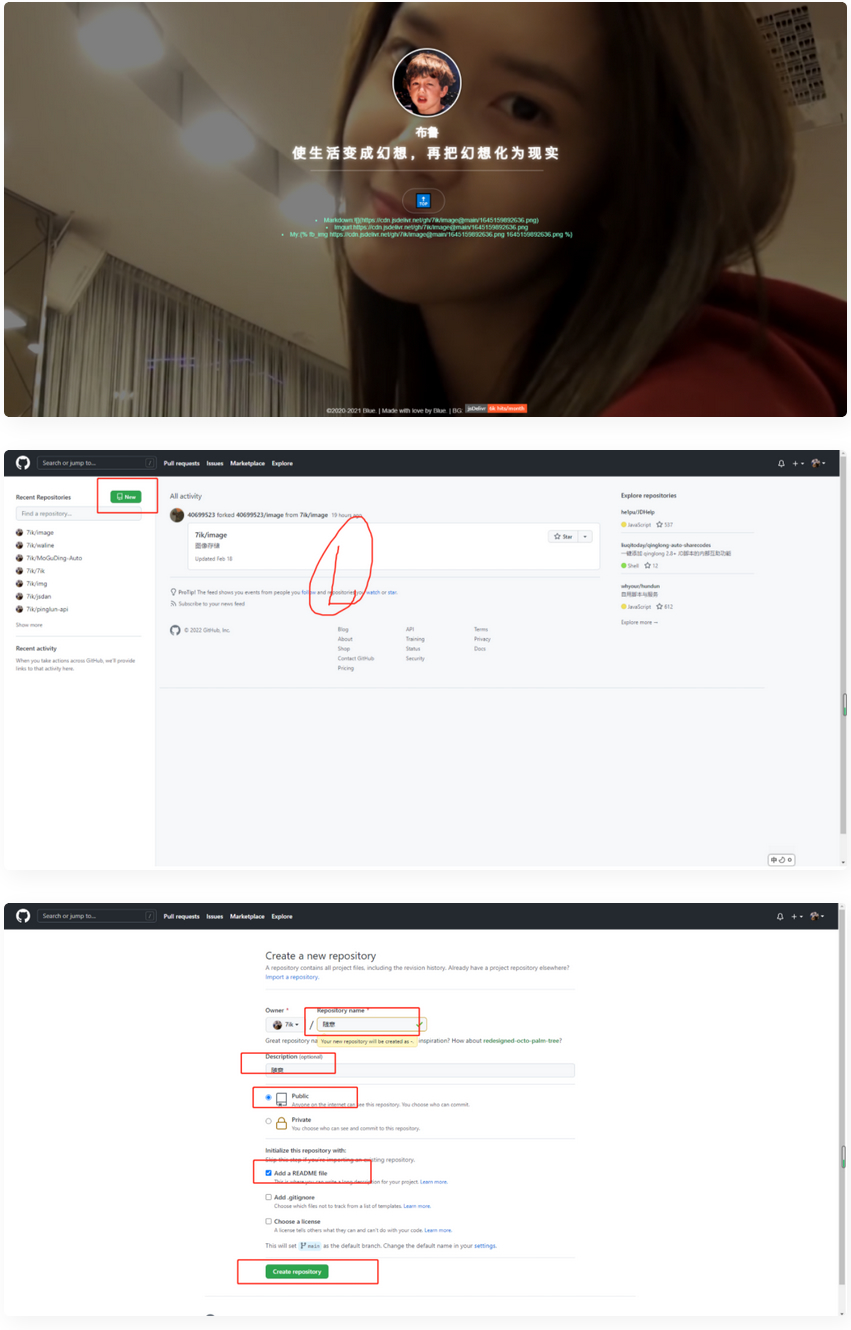 布鲁
使生活变成幻想，再把幻想化为现实
TOP
Markdown:![](https://cdn.jsdelivr.net/gh/7ik/image@main/1645159892636.png)
Imgurl:https://cdn.jsdelivr.net/gh/7ik/image@main/1645159892636.png
My:{% fb_img https://cdn.jsdelivr.net/gh/7ik/image@main/1645159892636.png 1645159892636.png %}
©2020-2021 Blue. | Made with love by Blue. | BG. jsDelivr 6k hits/month
Search or jump to... / Pull requests Issues Marketplace Explore
Recent Repositories New
Find a repository...
7ik/image
7ik/waline
7ik/MoGuDing-Auto
7ik/7ik
7ik/img
7ik/jsdan
7ik/pinglun-api
Show more
Recent activity
When you take actions across GitHub, we'll provide
links to that activity here.
All activity
40699523 forked 40699523/image from 7ik/image 19 hours ago
7ik/image
图像存储
Updated Feb 18
Star
ProTip! The feed shows you events from people you follow and repositories you watch or star.
Subscribe to your news feed
© 2022 GitHub, Inc.
Blog
About
Shop
Contact GitHub
Pricing
API
Training
Status
Security
Terms
Privacy
Docs
Explore repositories
JavaScript 557
一键添加 qinglong 2.8+ 的脚本的内部互助功能
Shell 12
whyour/hundun
自用脚本与服务
JavaScript 812
Explore more →
中
Search or jump to... / Pull requests Issues Marketplace Explore
Create a new repository
A repository contains all project files, including the revision history. Already have a project repository elsewhere?
Import a repository.
Owner * Repository name *
7ik / 随意
Great repository Your new repository will be created as -. inspiration? How about redesigned-octo-palm-tree?
Description (optional)
随意
Public
Anyone on the internet can see this repository. You choose who can commit.
Private
You choose who can see and commit to this repository.
Initialize this repository with:
Skip this step if you're importing an existing repository.
Add a README file
This is where you can write a long description for your project. Learn more.
Add .gitignore
Choose which files not to track from a list of templates. Learn more.
Choose a license
A license tells others what they can and can't do with your code. Learn more.
This will set main as the default branch. Change the default name in your settings.
Create repository